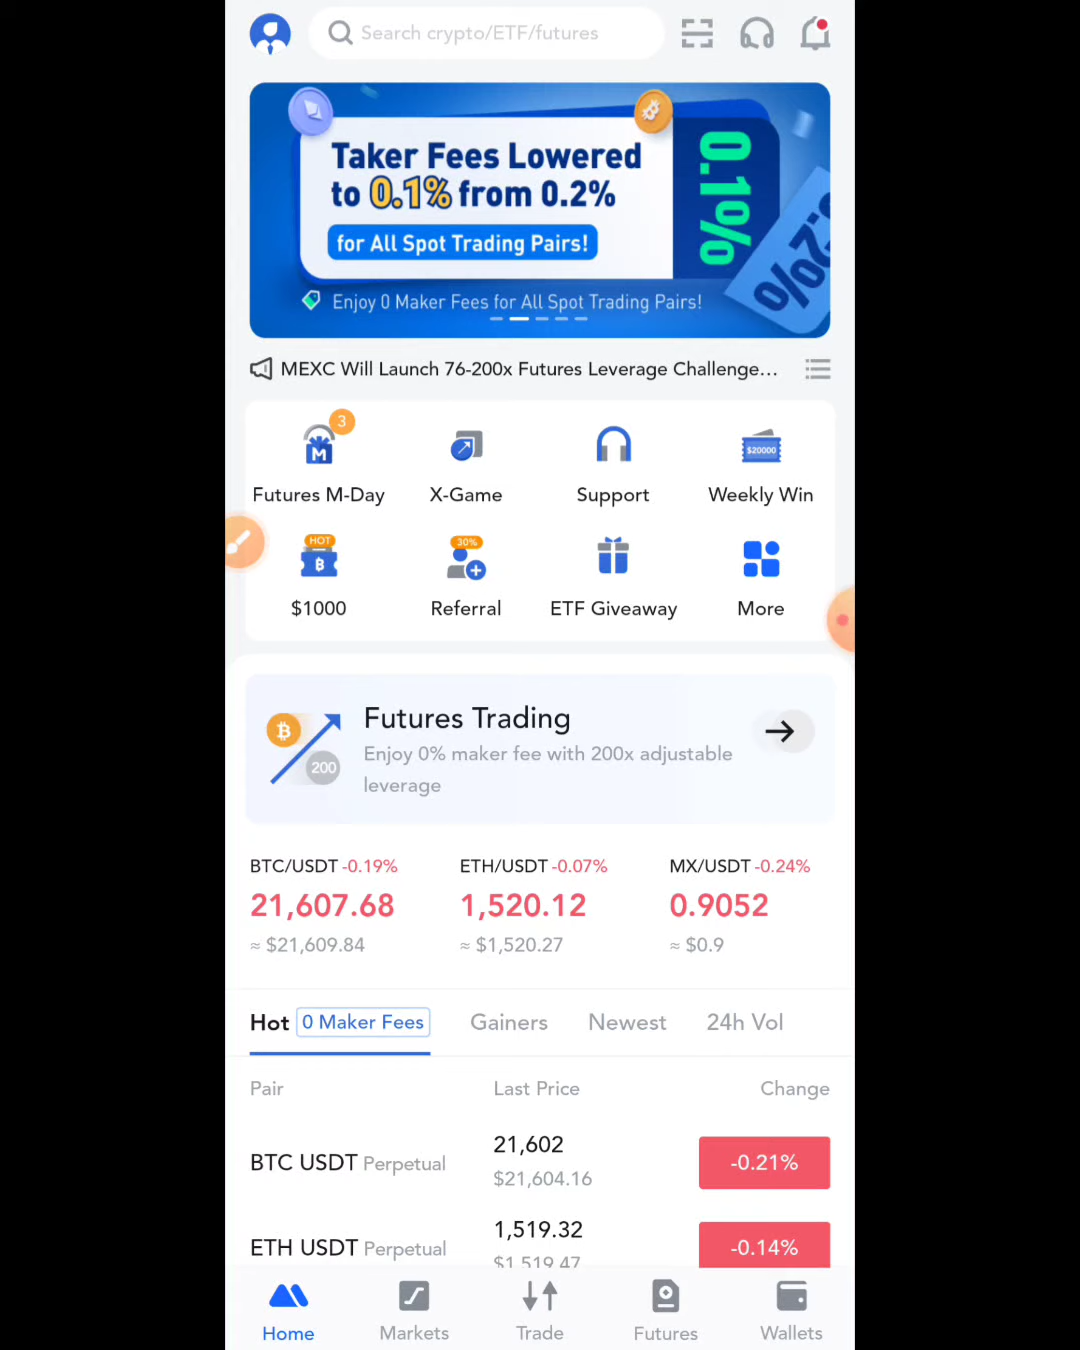 Search crypto/ETF/futures
Taker Fees Lowered
to 0.1% from 0.2%
for All Spot Trading Pairs!
Enjoy 0 Maker Fees for All Spot Trading Pairs!
0.1%
0.2%
MEXC Will Launch 76-200x Futures Leverage Challenge...
3
M
$20000
Futures M-Day
X-Game
Support
Weekly Win
HOT
30%
$1000
Referral
ETF Giveaway
More
Futures Trading
Enjoy 0% maker fee with 200x adjustable
leverage
200
BTC/USDT -0.19%
ETH/USDT -0.07%
MX/USDT -0.24%
21,607.68
1,520.12
0.9052
≈ $21,609.84
≈ $1,520.27
≈ $0.9
Hot 0 Maker Fees
Gainers
Newest
24h Vol
Pair
Last Price
Change
BTC USDT Perpetual
21,602
$21,604.16
-0.21%
ETH USDT Perpetual
1,519.32
$1,519.47
-0.14%
Home
Markets
Trade
Futures
Wallets